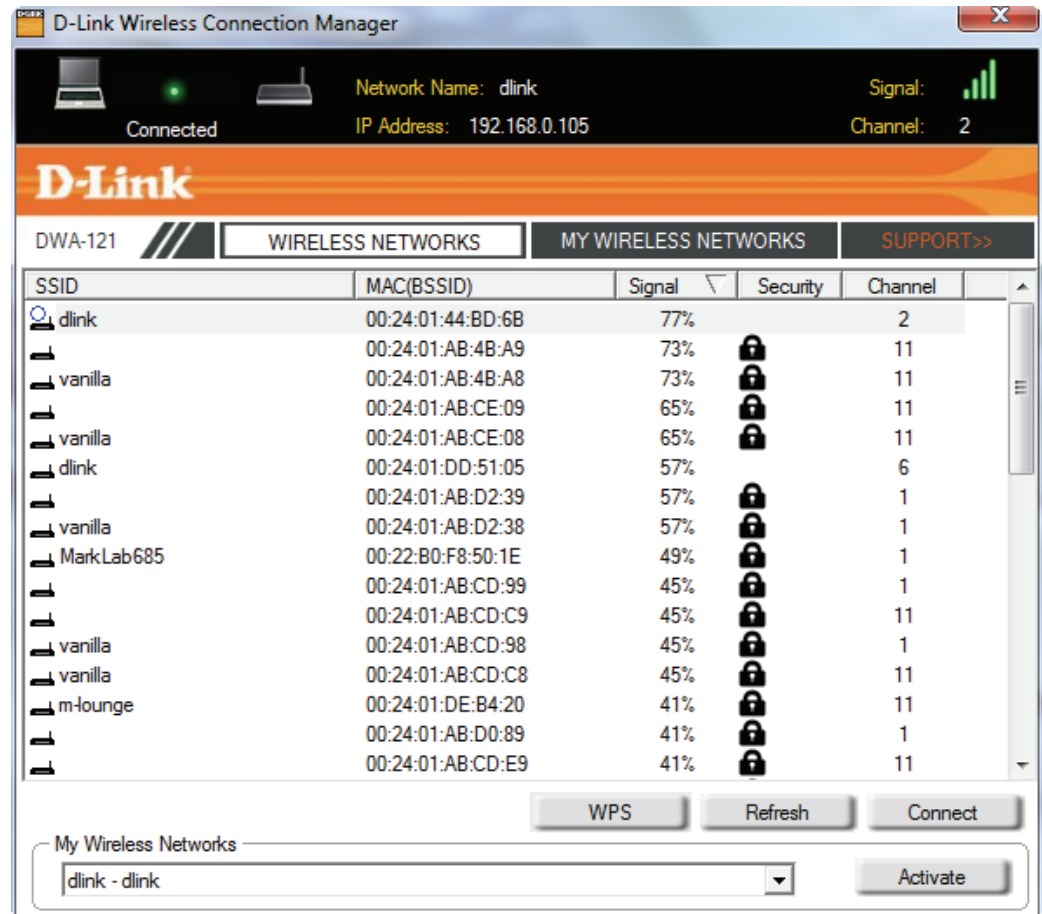 D-Link Wireless Connection Manager
Network Name: dlink Signal:
Connected IP Address: 192.168.0.105 Channel: 2
D-Link
DWA-121 WIRELESS NETWORKS MY WIRELESS NETWORKS SUPPORT>>
SSID MAC(BSSID) Signal Security Channel
dlink 00:24:01:44:BD:6B 77% 2
00:24:01:AB:4B:A9 73% 11
vanilla 00:24:01:AB:4B:A8 73% 11
00:24:01:AB:CE:09 65% 11
vanilla 00:24:01:AB:CE:08 65% 11
dlink 00:24:01:DD:51:05 57% 6
00:24:01:AB:D2:39 57% 1
vanilla 00:24:01:AB:D2:38 57% 1
MarkLab685 00:22:B0:F8:50:1E 49% 1
00:24:01:AB:CD:99 45% 1
00:24:01:AB:CD:C9 45% 11
vanilla 00:24:01:AB:CD:98 45% 1
vanilla 00:24:01:AB:CD:C8 45% 11
m-lounge 00:24:01:DE:B4:20 41% 11
00:24:01:AB:D0:89 41% 1
00:24:01:AB:CD:E9 41% 11
WPS Refresh Connect
My Wireless Networks
dlink - dlink Activate